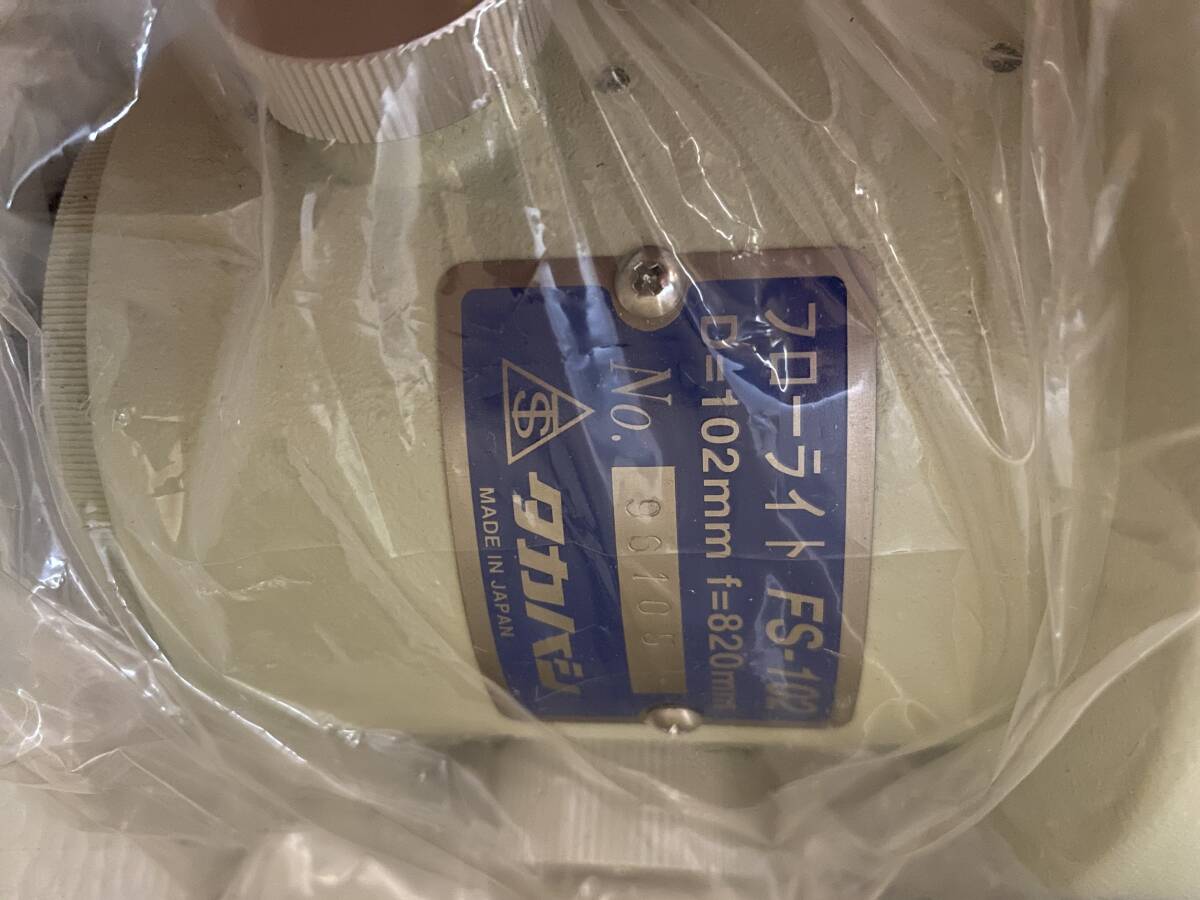 フローライト FS-102
D=102mm f=820mm
No. 96105
TS タカハシ
MADE IN JAPAN